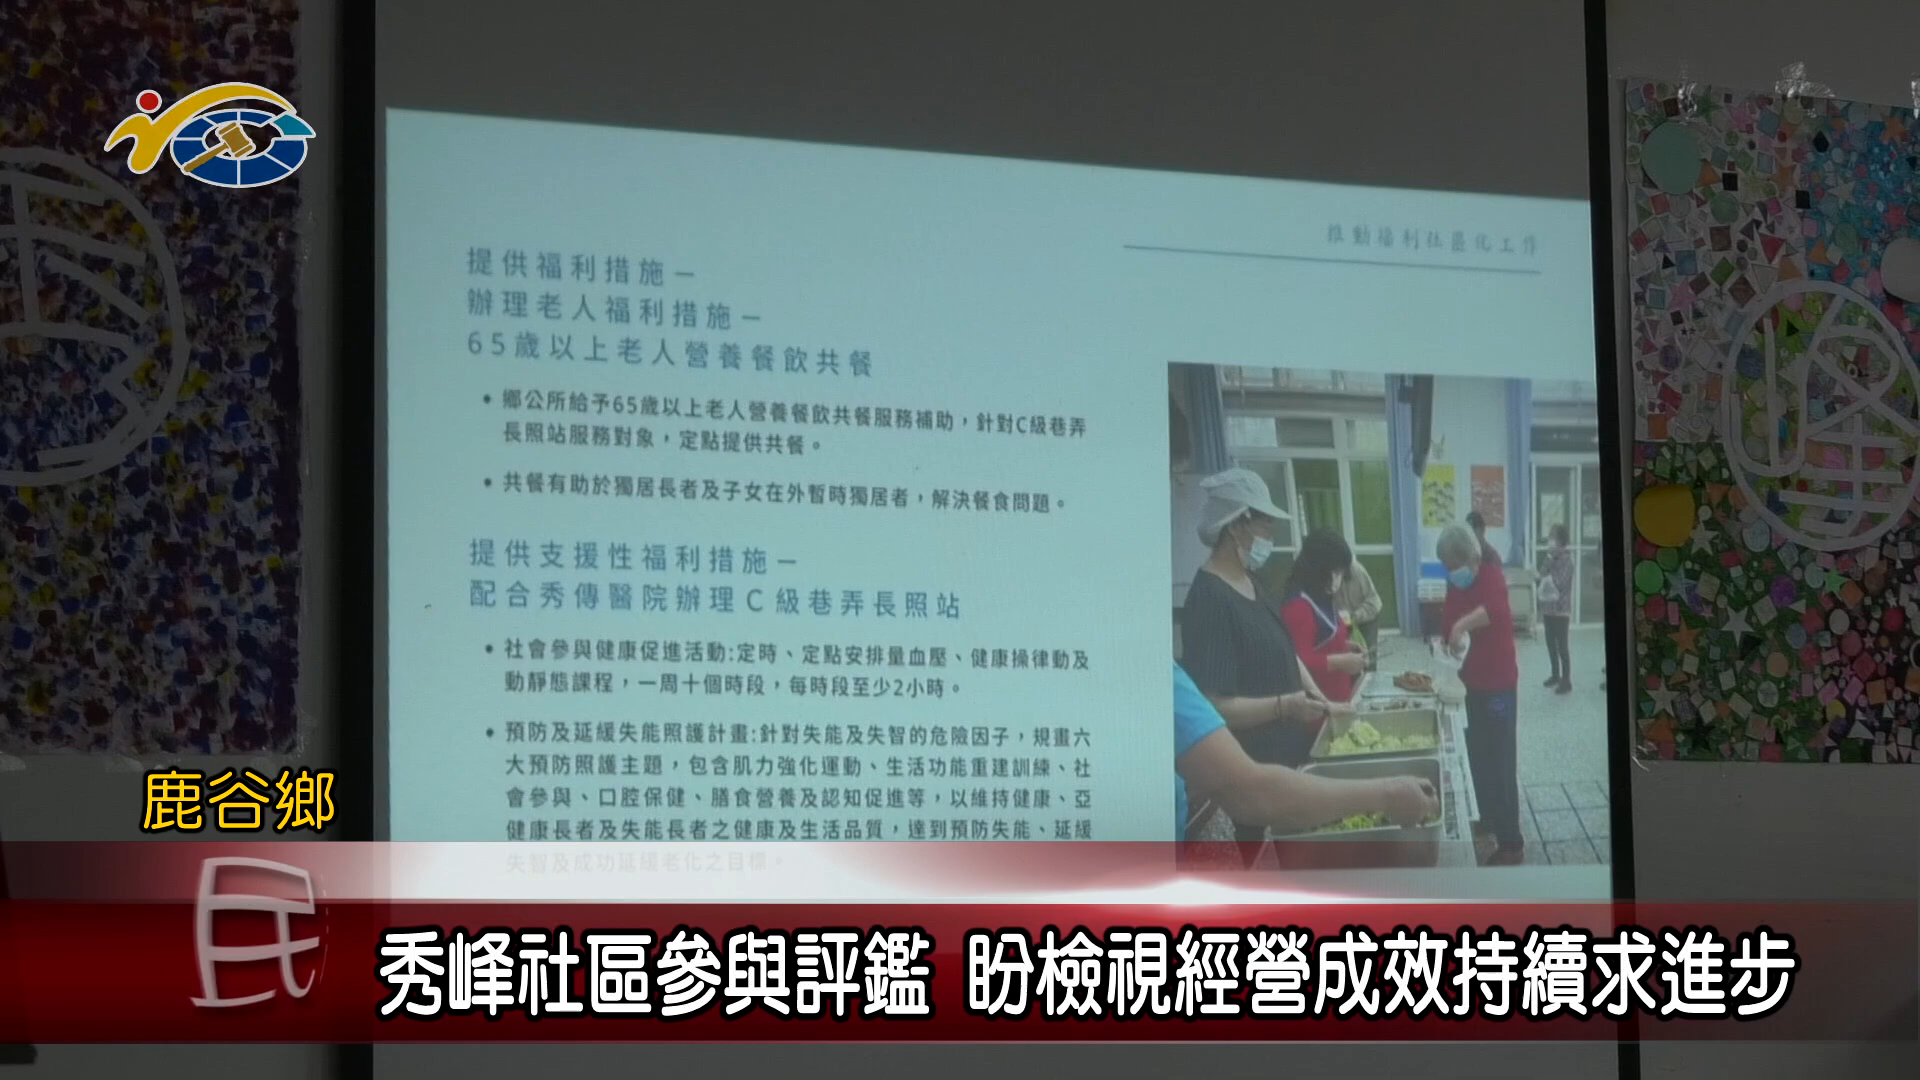 推動福利社區化工作
提供福利措施－
辦理老人福利措施－
65歲以上老人營養餐飲共餐
• 鄉公所給予65歲以上老人營養餐飲共餐服務補助，針對C級巷弄
長照站服務對象，定點提供共餐。
• 共餐有助於獨居長者及子女在外暫時獨居者，解決餐食問題。
提供支援性福利措施－
配合秀傳醫院辦理C級巷弄長照站
• 社會參與健康促進活動:定時、定點安排量血壓、健康操律動及
動靜態課程，一周十個時段，每時段至少2小時。
• 預防及延緩失能照護計畫:針對失能及失智的危險因子，規畫六
大預防照護主題，包含肌力強化運動、生活功能重建訓練、社
會參與、口腔保健、膳食營養及認知促進等，以維持健康、亞
健康長者及失能長者之健康及生活品質，達到預防失能、延緩
失智及成功延緩老化之目標。
鹿谷鄉
民
秀峰社區參與評鑑 盼檢視經營成效持續求進步